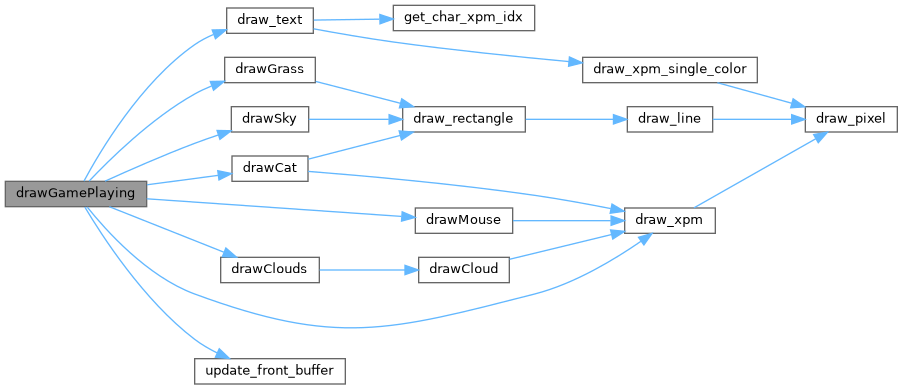 draw_text
get_char_xpm_idx
drawGrass
draw_xpm_single_color
drawSky
draw_rectangle
draw_line
draw_pixel
drawCat
drawGamePlaying
drawMouse
draw_xpm
drawClouds
drawCloud
update_front_buffer